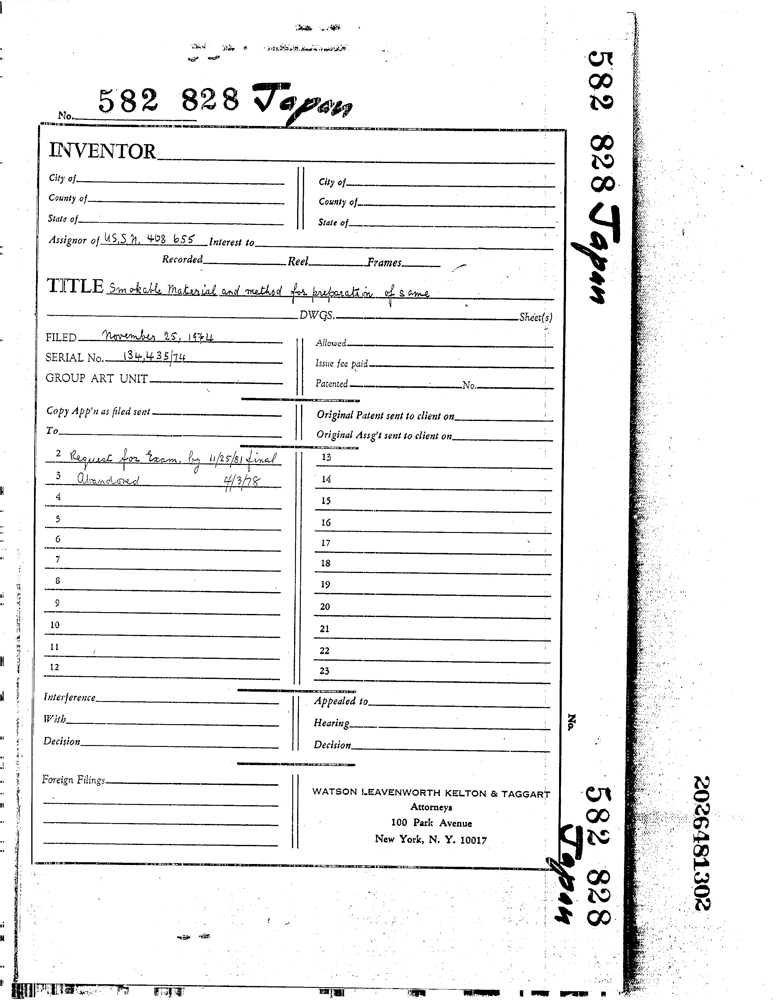 No. 582 828 Japan
INVENTOR
City of
County of
State of
City of
County of
State of
Assignor of U.S.S.N. 408 655 Interest to
Recorded Reel Frames
TITLE Smokable Material and method for preparation of same
DWGS. Sheet(s)
FILED November 25, 1974
SERIAL No. 134,435/74
GROUP ART UNIT
Allowed
Issue fee paid
Patented No.
Copy App'n as filed sent
To
Original Patent sent to client on
Original Assg't sent to client on
2 Request for Exam. by 11/25/81 final
3 Abandoned 4/3/78
4
5
6
7
8
9
10
11
12
13
14
15
16
17
18
19
20
21
22
23
Interference
With
Decision
Appealed to
Hearing
Decision
Foreign Filings
WATSON LEAVENWORTH KELTON & TAGGART
Attorneys
100 Park Avenue
New York, N. Y. 10017
582 828 Japan
No.
582 828
Japan
2026481302